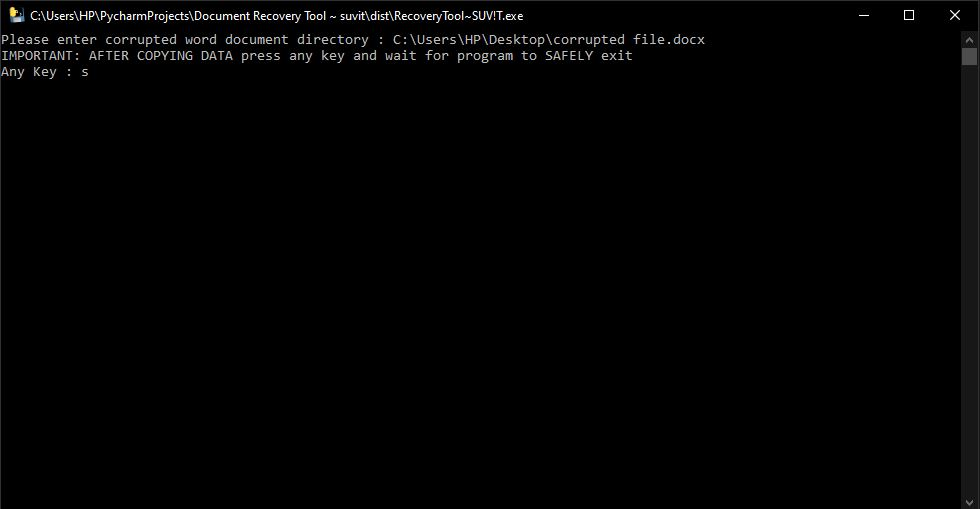 C:\Users\HP\PycharmProjects\Document Recovery Tool ~ suvit\dist\RecoveryTool~SUV!T.exe
Please enter corrupted word document directory : C:\Users\HP\Desktop\corrupted file.docx
IMPORTANT: AFTER COPYING DATA press any key and wait for program to SAFELY exit
Any Key : s